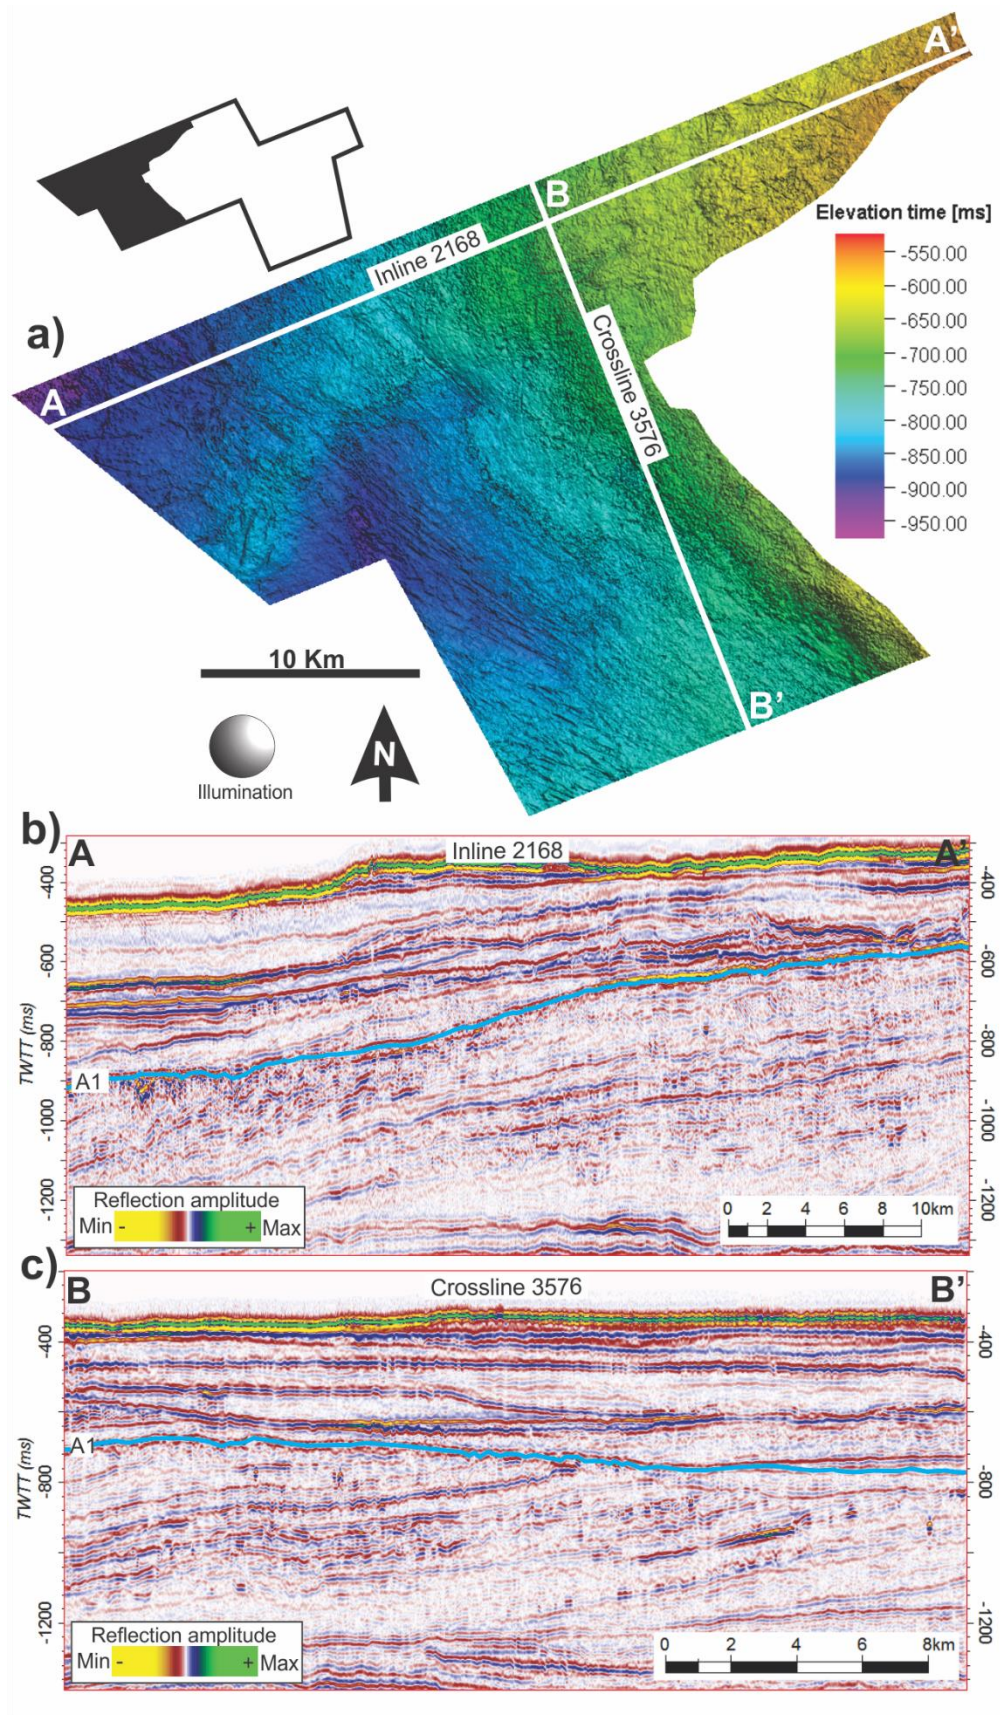 A'
B
Elevation time [ms]
-550.00
-600.00
-650.00
-700.00
-750.00
-800.00
-850.00
-900.00
-950.00
Inline 2168
a)
Crossline 3576
A
10 Km
B'
N
Illumination
b)
A
Inline 2168
A'
-400
-600
-800
-1000
-1200
TWTT (ms)
-400
-600
-800
-1000
-1200
A1
Reflection amplitude
Min - + Max
0 2 4 6 8 10km
c)
B
Crossline 3576
B'
-400
-800
-1200
TWTT (ms)
-400
-800
-1200
A1
Reflection amplitude
Min - + Max
0 2 4 6 8km